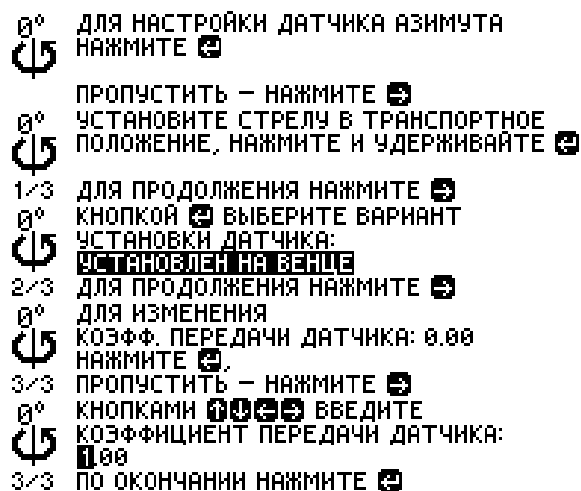 0° ДЛЯ НАСТРОЙКИ ДАТЧИКА АЗИМУТА
НАЖМИТЕ ↵
ПРОПУСТИТЬ – НАЖМИТЕ →
0° УСТАНОВИТЕ СТРЕЛУ В ТРАНСПОРТНОЕ
ПОЛОЖЕНИЕ, НАЖМИТЕ И УДЕРЖИВАЙТЕ ↵
1/3 ДЛЯ ПРОДОЛЖЕНИЯ НАЖМИТЕ →
0° КНОПКОЙ ↵ ВЫБЕРИТЕ ВАРИАНТ
УСТАНОВКИ ДАТЧИКА:
УСТАНОВЛЕН НА ВЕНЦЕ
2/3 ДЛЯ ПРОДОЛЖЕНИЯ НАЖМИТЕ →
0° ДЛЯ ИЗМЕНЕНИЯ
КОЭФФ. ПЕРЕДАЧИ ДАТЧИКА: 0.00
НАЖМИТЕ ↵,
3/3 ПРОПУСТИТЬ – НАЖМИТЕ →
0° КНОПКАМИ ↑↓←→ ВВЕДИТЕ
КОЭФФИЦИЕНТ ПЕРЕДАЧИ ДАТЧИКА:
1.00
3/3 ПО ОКОНЧАНИИ НАЖМИТЕ ↵